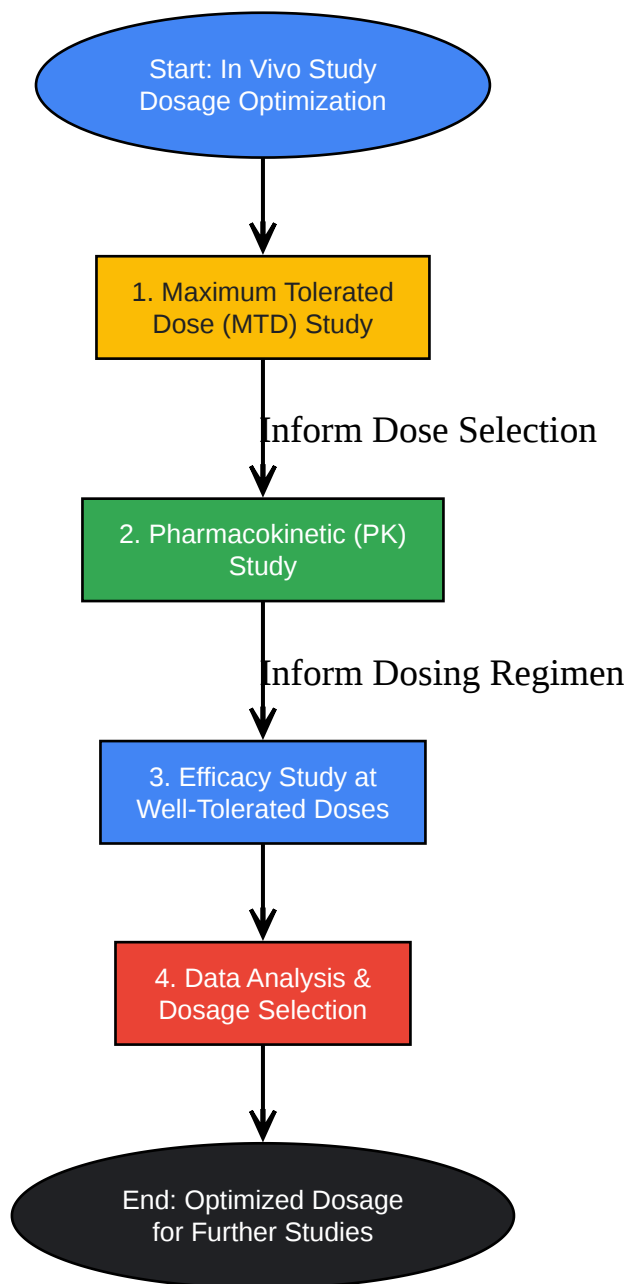 Start: In Vivo Study
Dosage Optimization
1. Maximum Tolerated
Dose (MTD) Study
Inform Dose Selection
2. Pharmacokinetic (PK)
Study
Inform Dosing Regimen
3. Efficacy Study at
Well-Tolerated Doses
4. Data Analysis &
Dosage Selection
End: Optimized Dosage
for Further Studies